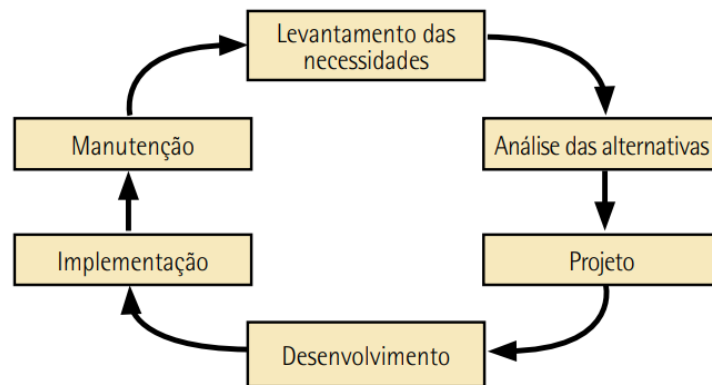 Levantamento das
necessidades
Análise das alternativas
Projeto
Desenvolvimento
Implementação
Manutenção